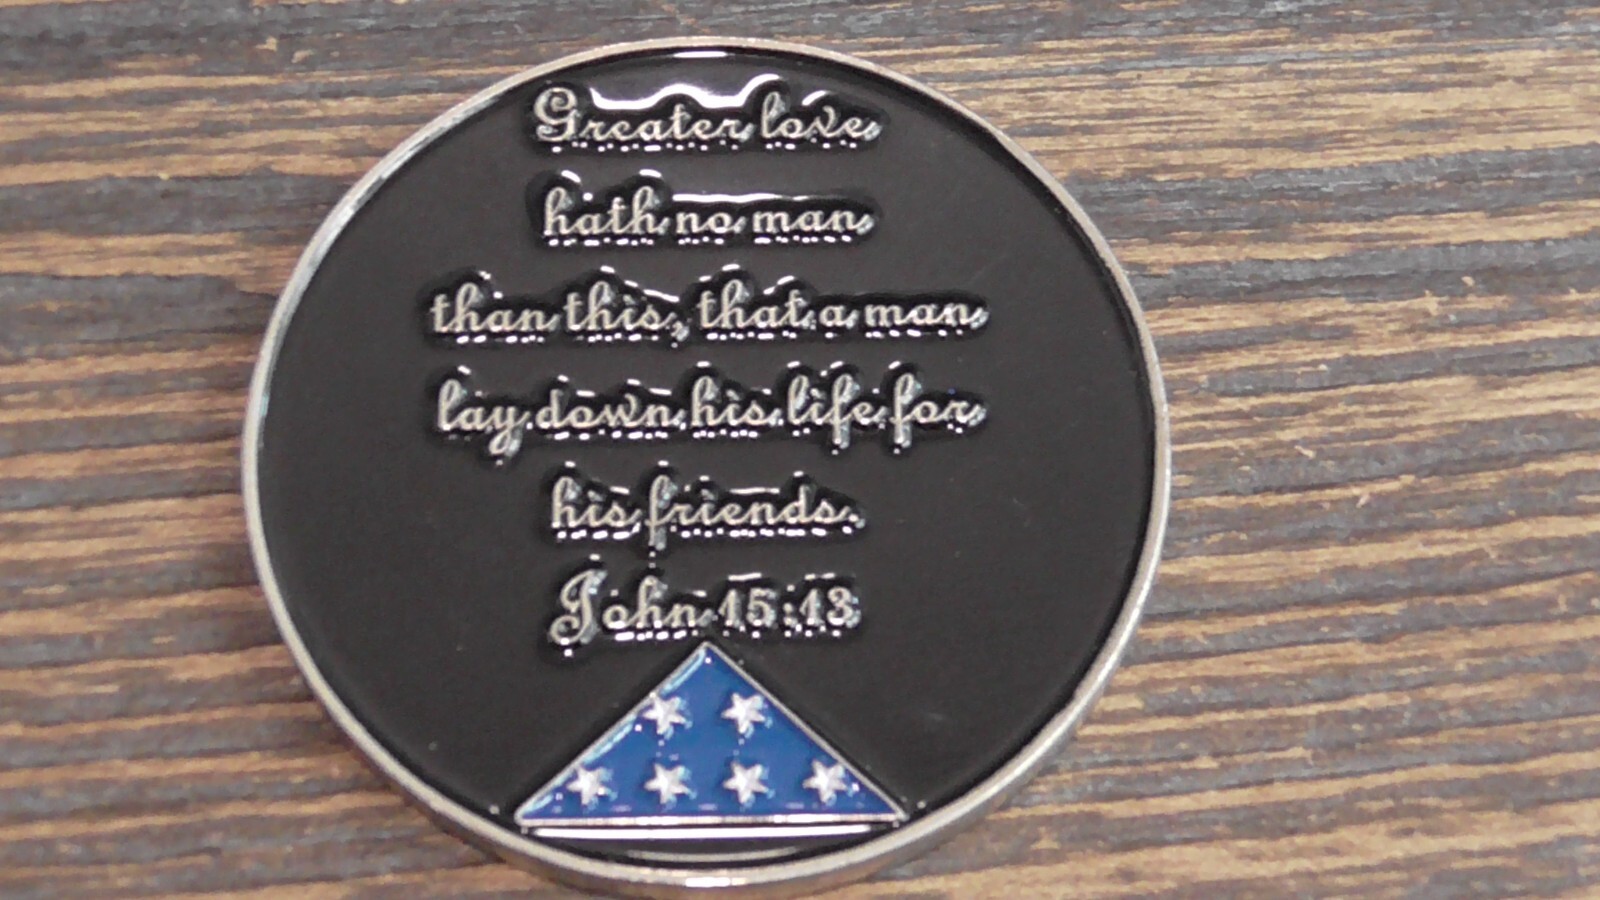 Greater love
hath no man
than this, that a man
lay down his life for
his friends.
John 15:13